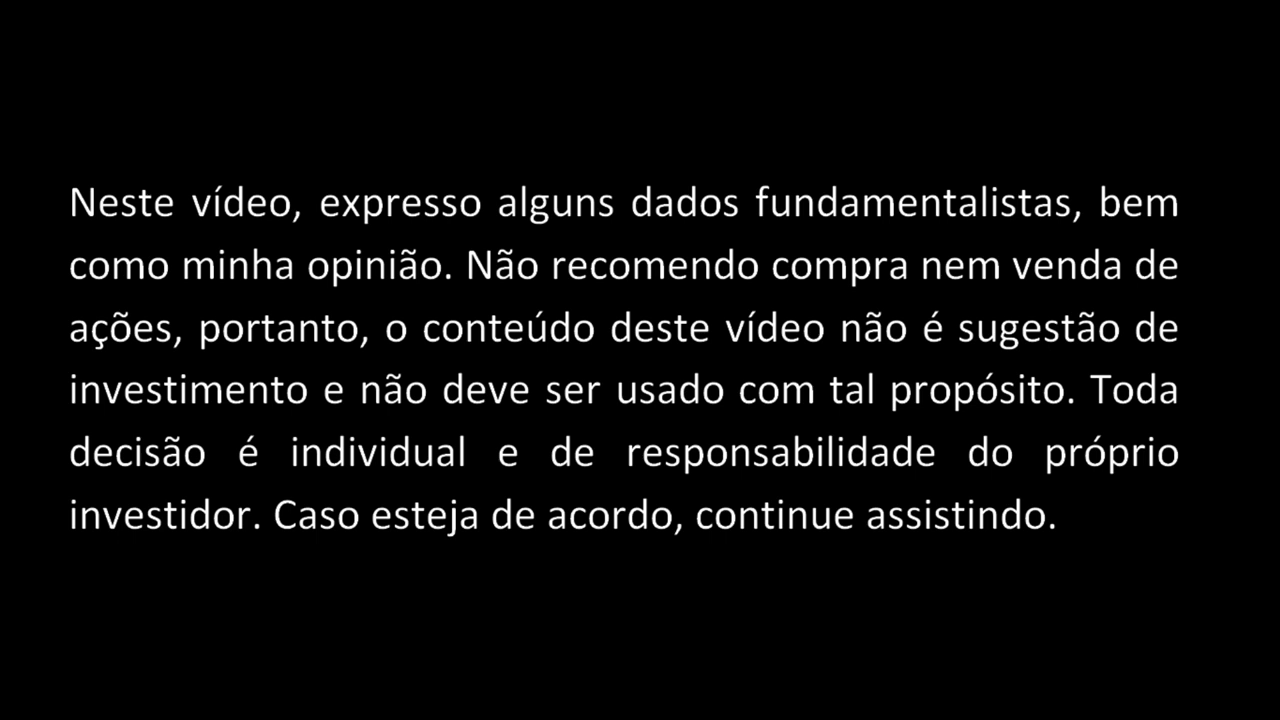 Neste vídeo, expresso alguns dados fundamentalistas, bem
como minha opinião. Não recomendo compra nem venda de
ações, portanto, o conteúdo deste vídeo não é sugestão de
investimento e não deve ser usado com tal propósito. Toda
decisão é individual e de responsabilidade do próprio
investidor. Caso esteja de acordo, continue assistindo.